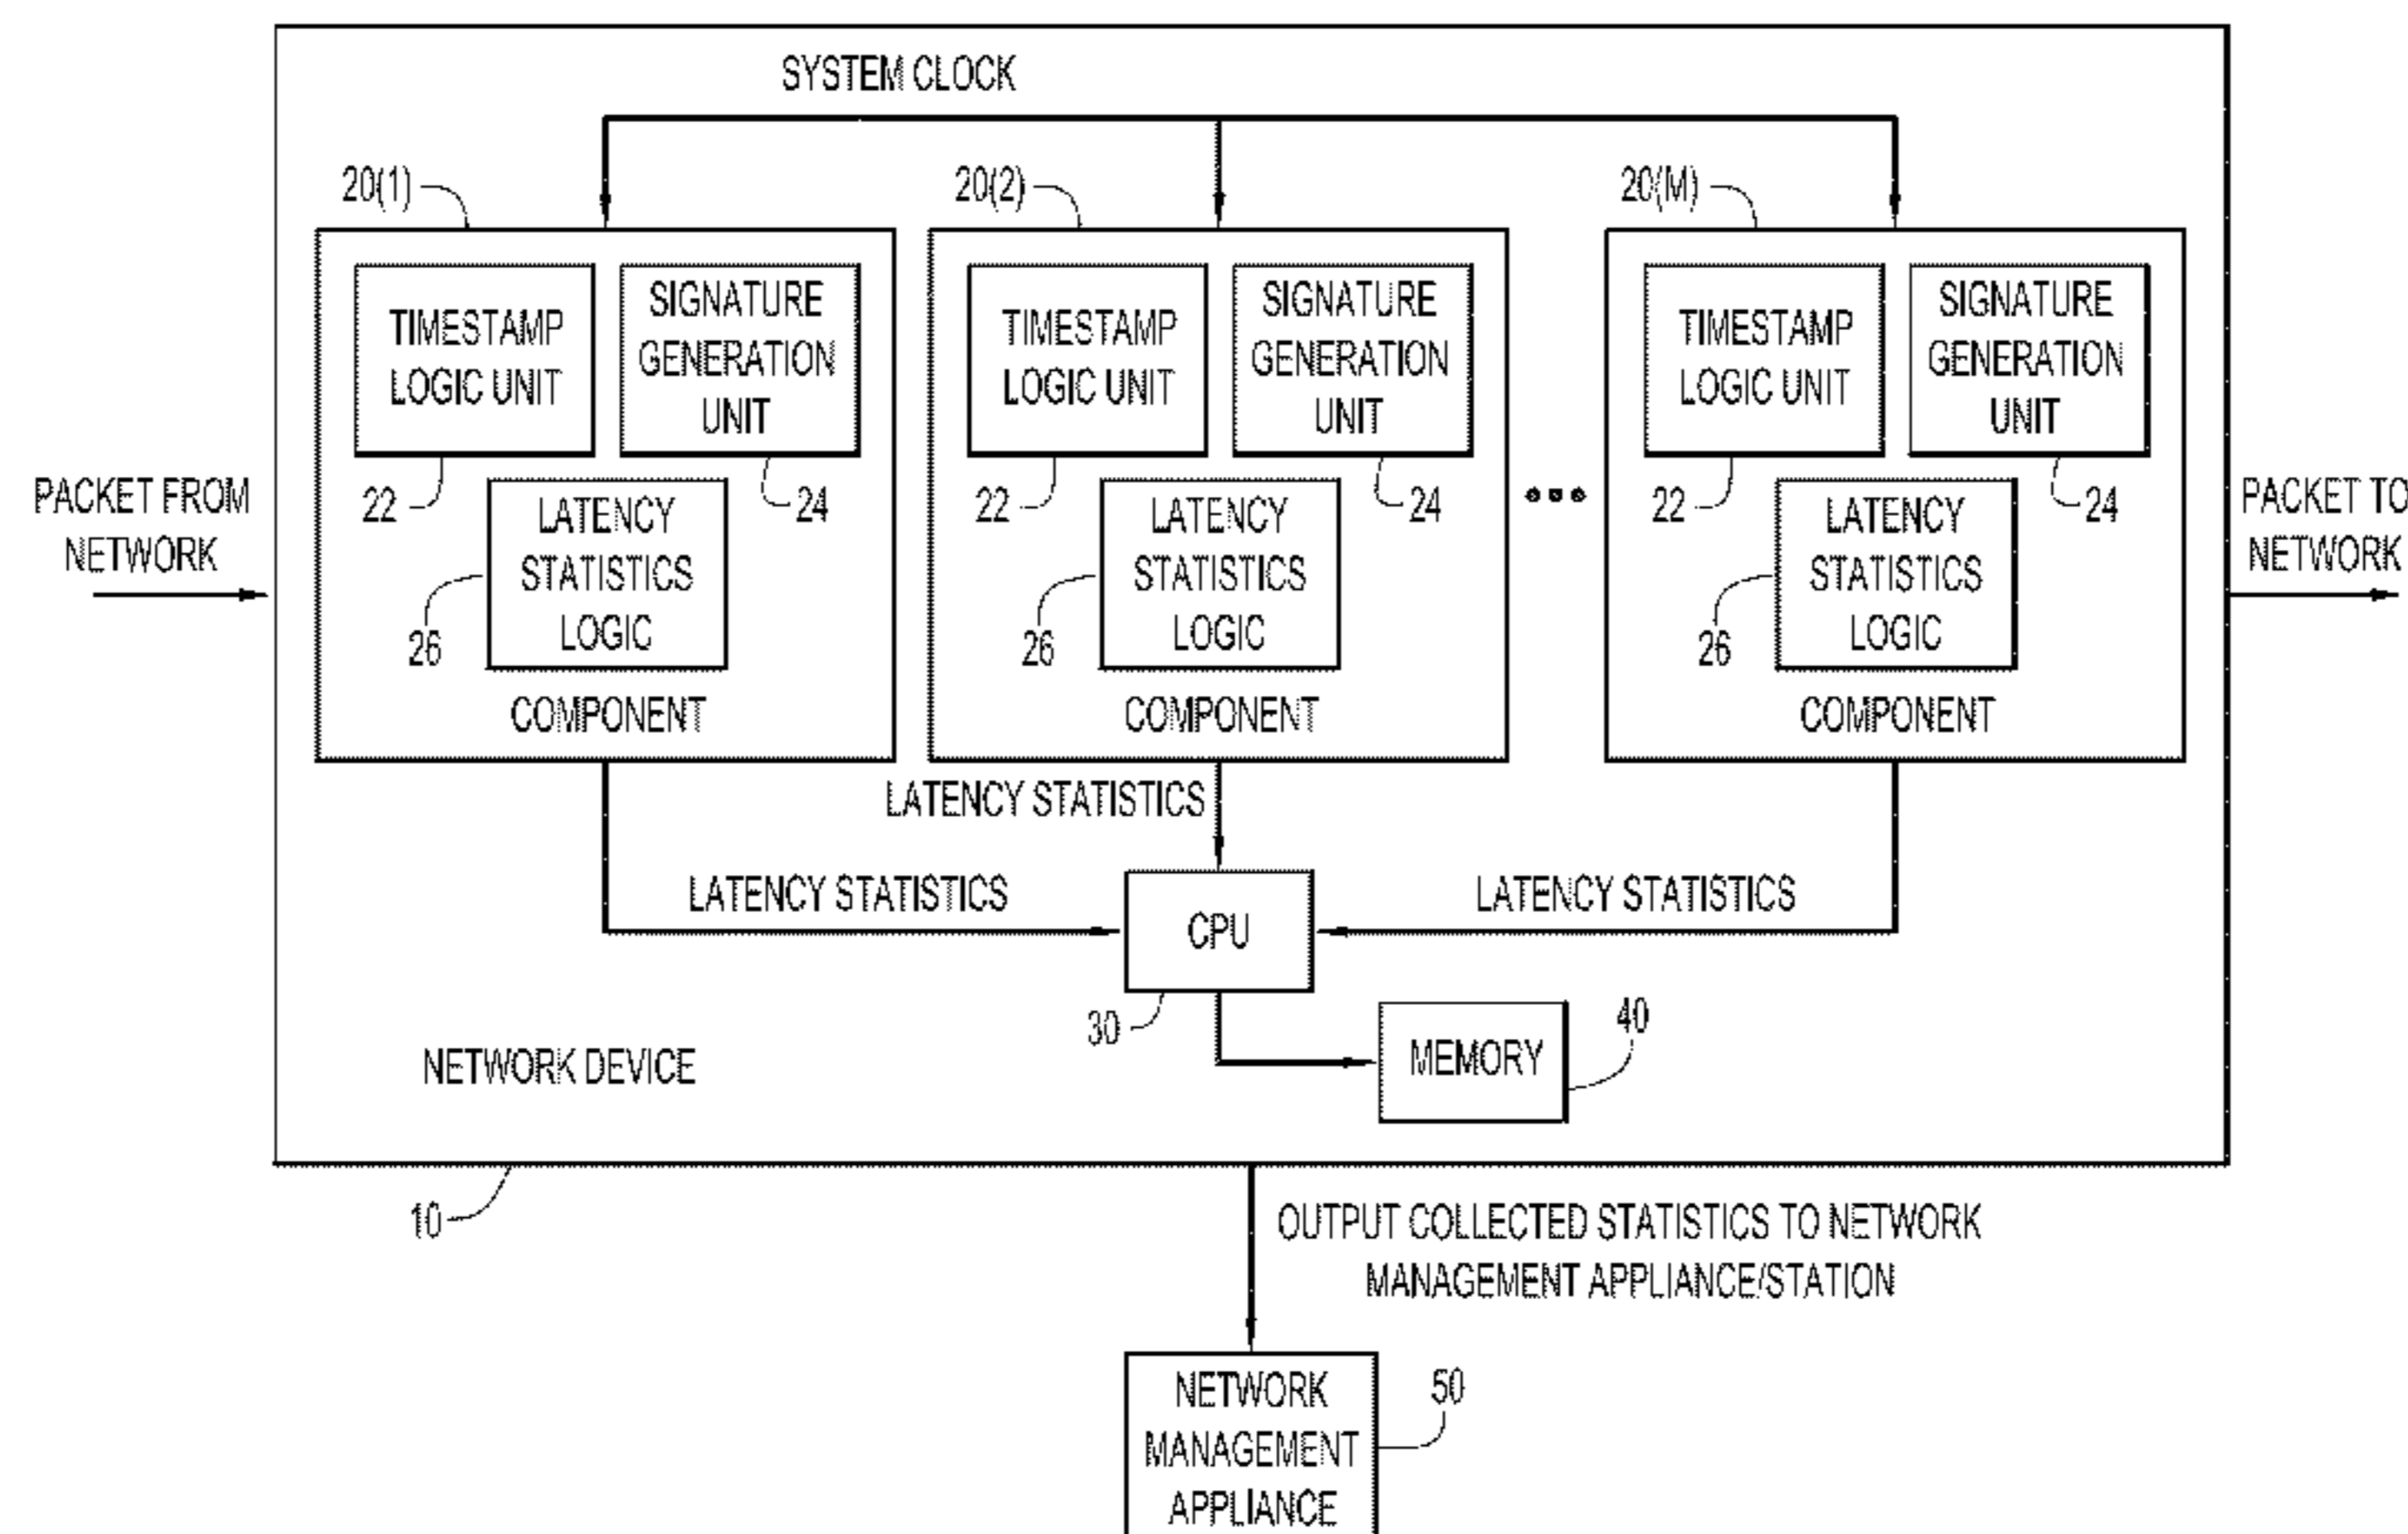 SYSTEM CLOCK
20(1)
20(2)
20(M)
TIMESTAMP
LOGIC UNIT
SIGNATURE
GENERATION
UNIT
22
24
LATENCY
STATISTICS
LOGIC
26
COMPONENT
TIMESTAMP
LOGIC UNIT
SIGNATURE
GENERATION
UNIT
22
24
LATENCY
STATISTICS
LOGIC
26
COMPONENT
•••
TIMESTAMP
LOGIC UNIT
SIGNATURE
GENERATION
UNIT
22
24
LATENCY
STATISTICS
LOGIC
26
COMPONENT
PACKET FROM
NETWORK
PACKET TO
NETWORK
LATENCY STATISTICS
LATENCY STATISTICS
LATENCY STATISTICS
CPU
30
MEMORY
40
NETWORK DEVICE
10
OUTPUT COLLECTED STATISTICS TO NETWORK
MANAGEMENT APPLIANCE/STATION
NETWORK
MANAGEMENT
APPLIANCE
50